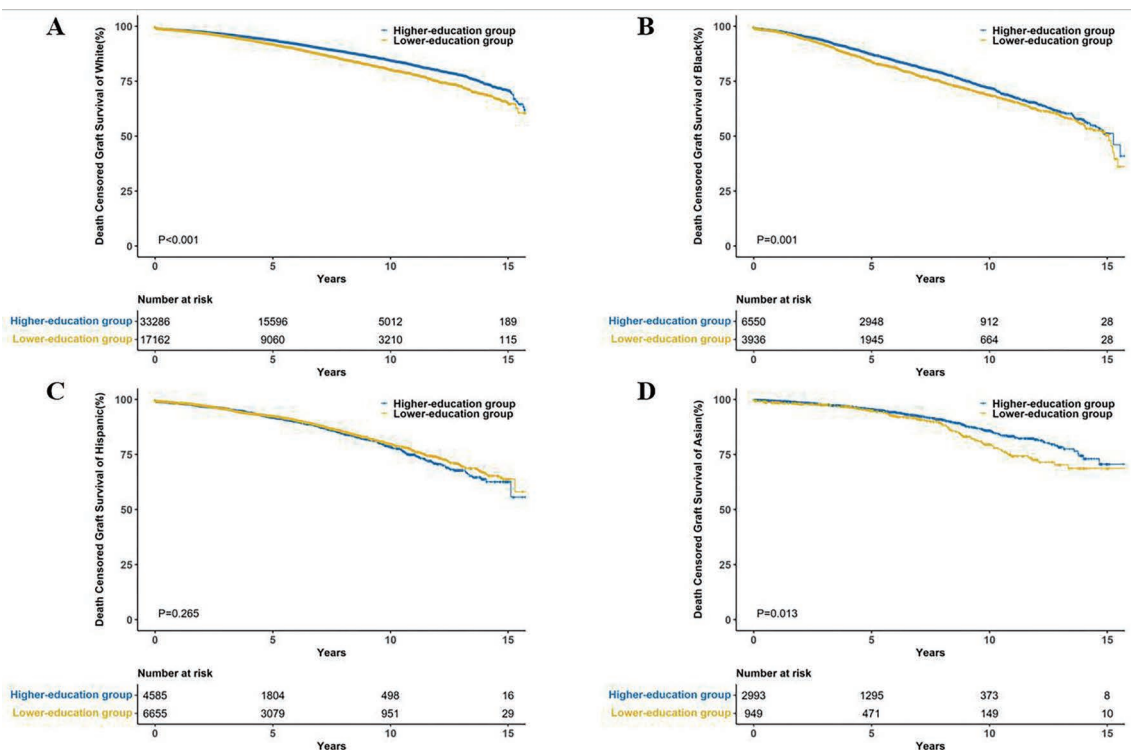 A
Death Censored Graft Survival of White(%)
100
75
50
25
0
Higher-education group
Lower-education group
P<0.001
0 5 10 15
Years
Number at risk
Higher-education group 33286 15596 5012 189
Lower-education group 17162 9060 3210 115
0 5 10 15
Years
B
Death Censored Graft Survival of Black(%)
100
75
50
25
0
Higher-education group
Lower-education group
P=0.001
0 5 10 15
Years
Number at risk
Higher-education group 6550 2948 912 28
Lower-education group 3936 1945 664 28
0 5 10 15
Years
C
Death Censored Graft Survival of Hispanic(%)
100
75
50
25
0
Higher-education group
Lower-education group
P=0.265
0 5 10 15
Years
Number at risk
Higher-education group 4585 1804 498 16
Lower-education group 6655 3079 951 29
0 5 10 15
Years
D
Death Censored Graft Survival of Asian(%)
100
75
50
25
0
Higher-education group
Lower-education group
P=0.013
0 5 10 15
Years
Number at risk
Higher-education group 2993 1295 373 8
Lower-education group 949 471 149 10
0 5 10 15
Years